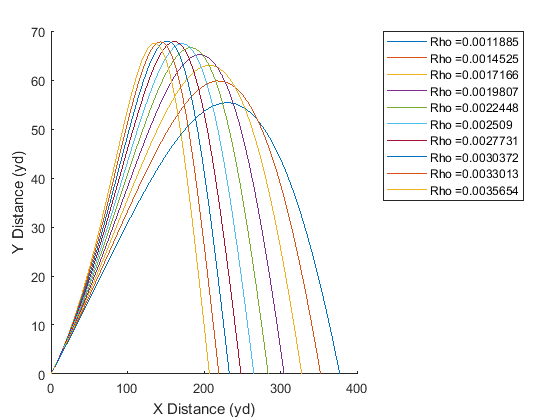 70
60
50
40
30
20
10
0
0 100 200 300 400
Y Distance (yd)
X Distance (yd)
Rho =0.0011885
Rho =0.0014525
Rho =0.0017166
Rho =0.0019807
Rho =0.0022448
Rho =0.002509
Rho =0.0027731
Rho =0.0030372
Rho =0.0033013
Rho =0.0035654